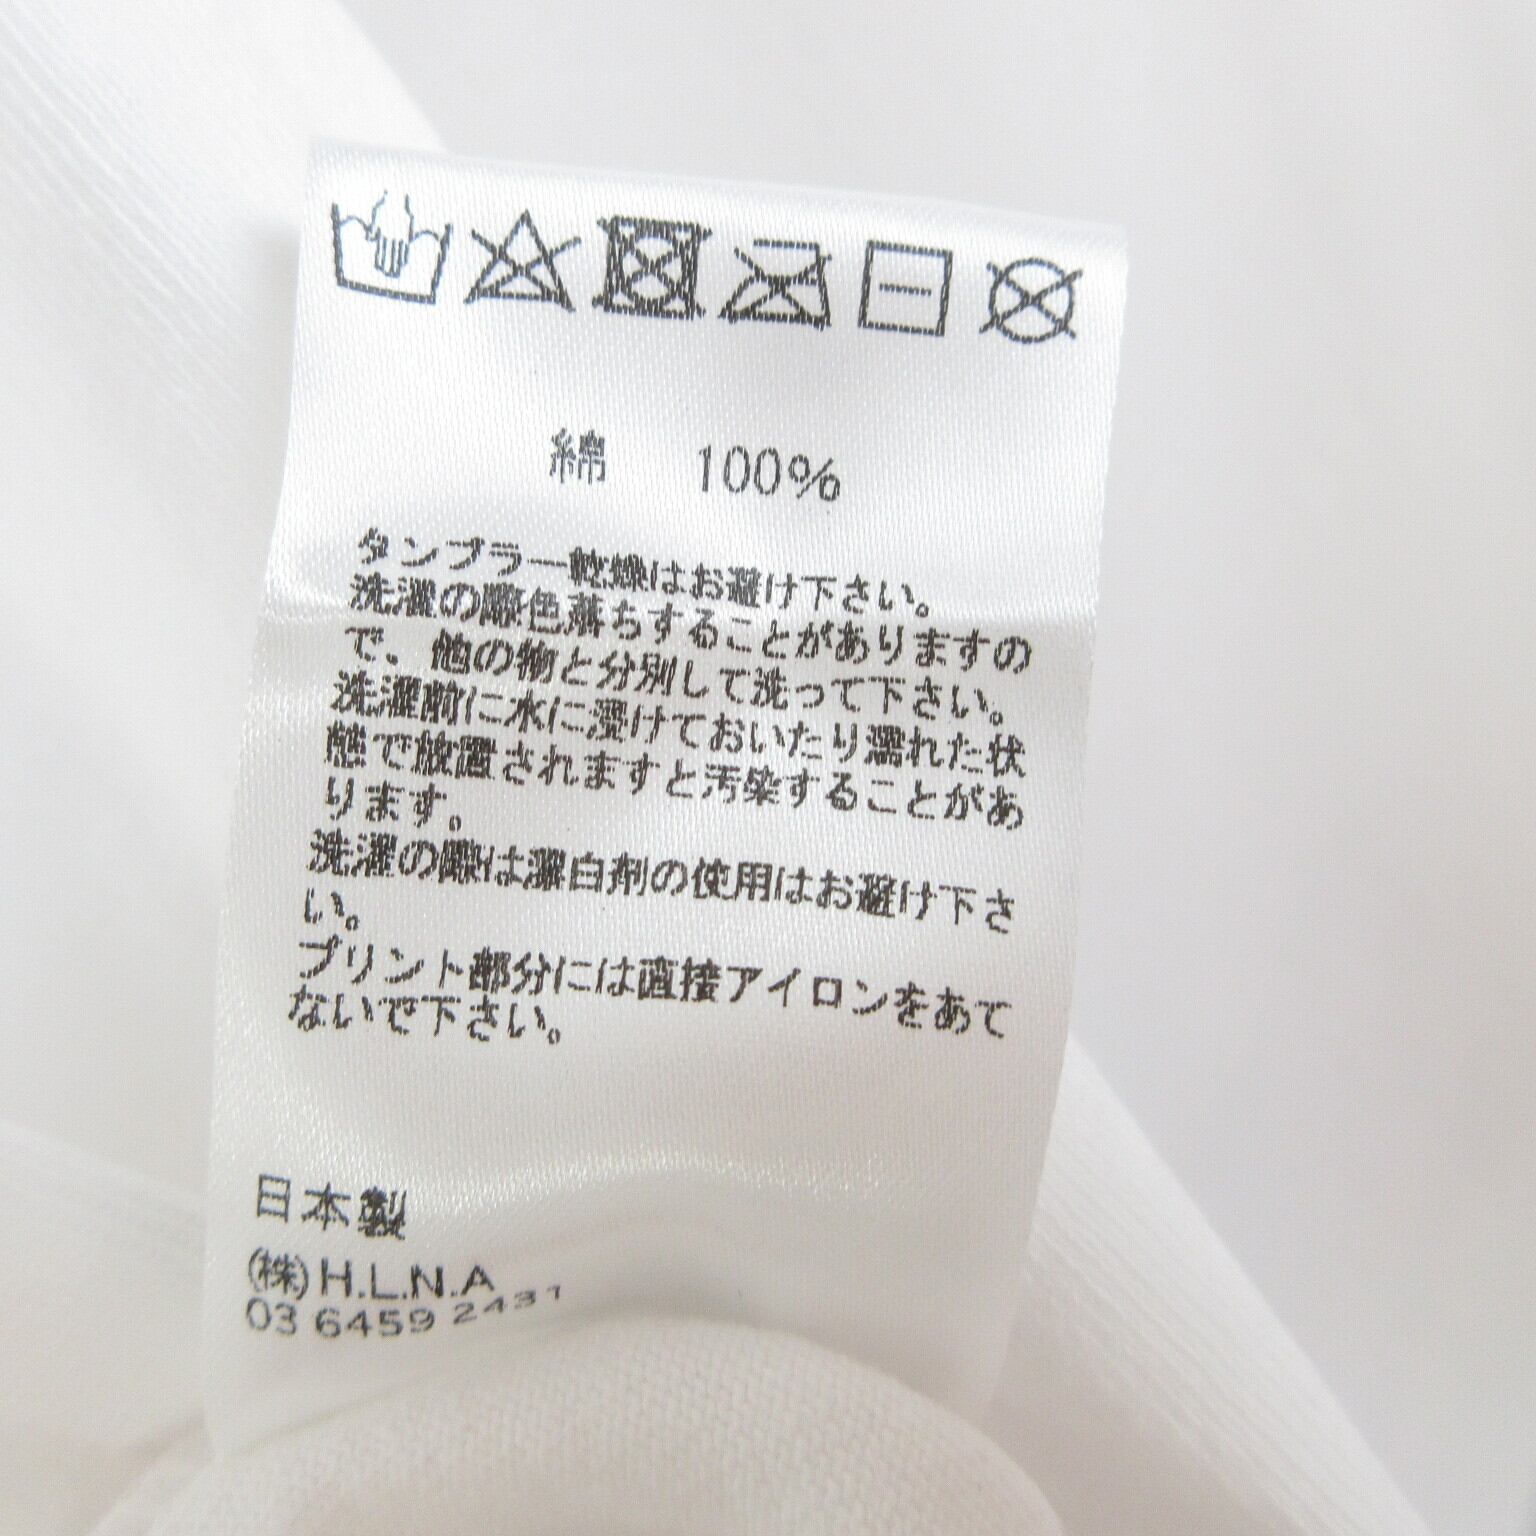 綿 100%
タンブラー乾燥はお避け下さい。
洗濯の際色落ちすることがありますの
で、他の物と分別して洗って下さい。
洗濯前に水に浸けておいたり濡れた状
態で放置されますと汚染することがあ
ります。
洗濯の際は漂白剤の使用はお避け下さ
い。
プリント部分には直接アイロンをあて
ないで下さい。
日本製
(株)H.L.N.A
03 6459 2431